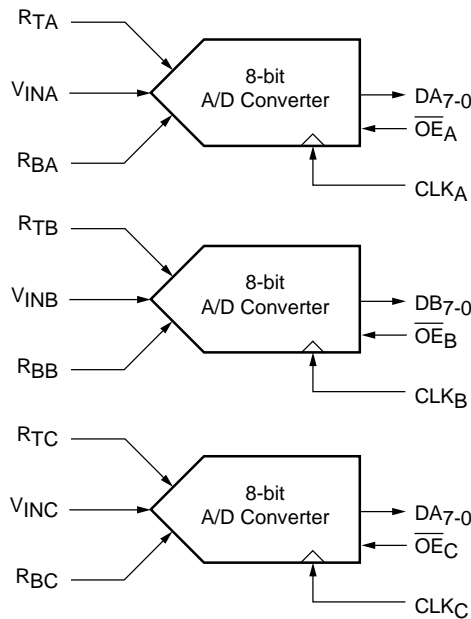 RTA
8-bit
VINA
A/D Converter
DA7-0
OEA
RBA
CLKA
RTB
8-bit
VINB
A/D Converter
DB7-0
OEB
RBB
CLKB
RTC
8-bit
VINC
A/D Converter
DA7-0
OEC
RBC
CLKC